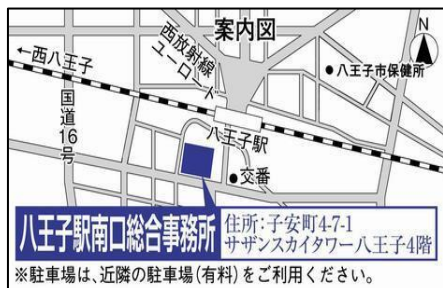 案内図
N
西放射線
ユーロード
←西八王子
八王子市保健所
国道16号
八王子駅
交番
八王子駅南口総合事務所
住所:子安町4-7-1
サザンスカイタワー八王子4階
※駐車場は、近隣の駐車場(有料)をご利用ください。